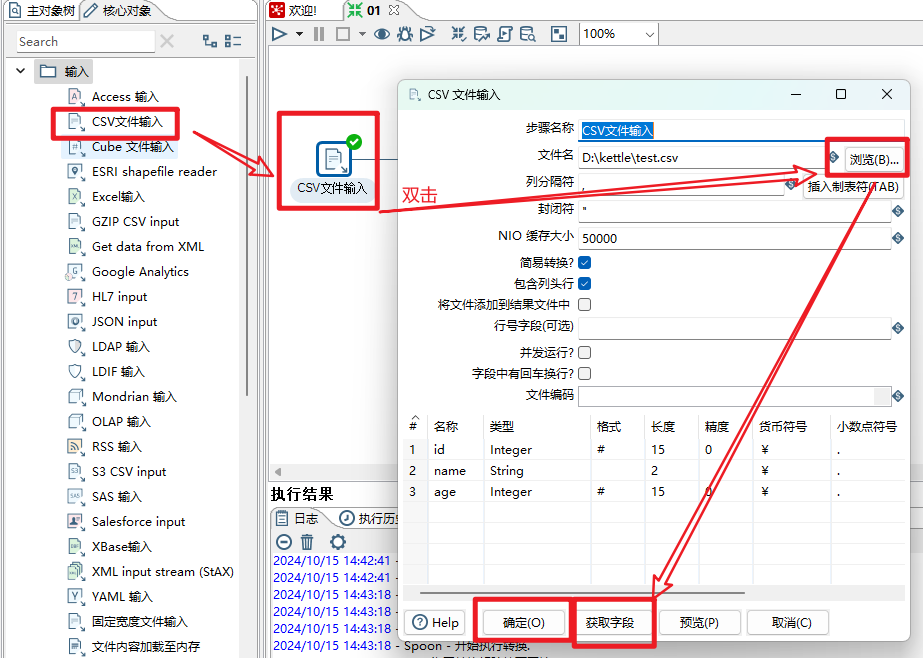 主对象树 核心对象
Search
输入
Access 输入
CSV文件输入
Cube 文件输入
ESRI shapefile reader
Excel输入
GZIP CSV input
Get data from XML
Google Analytics
HL7 input
JSON input
LDAP 输入
LDIF 输入
Mondrian 输入
OLAP 输入
RSS 输入
S3 CSV input
SAS 输入
Salesforce input
XBase输入
XML input stream (StAX)
YAML 输入
固定宽度文件输入
文件内容加载至内存
欢迎! 01
100%
CSV文件输入
双击
CSV 文件输入
步骤名称 CSV文件输入
文件名 D:\kettle\test.csv 浏览(B)...
列分隔符 , 插入制表符(TAB)
封闭符 "
NIO 缓存大小 50000
简易转换?
包含列头行
将文件添加到结果文件中
行号字段(可选)
并发运行?
字段中有回车换行?
文件编码
# 名称 类型 格式 长度 精度 货币符号 小数点符号
1 id Integer # 15 0 ¥ .
2 name String 2 ¥ .
3 age Integer # 15 0 ¥ .
Help 确定(O) 获取字段 预览(P) 取消(C)
执行结果
日志 执行历
2024/10/15 14:42:41 -
2024/10/15 14:42:41 -
2024/10/15 14:43:18 -
2024/10/15 14:43:18 -
2024/10/15 14:43:18 -
2024/10/15 14:43:18 - Spoon - 开始执行转换.